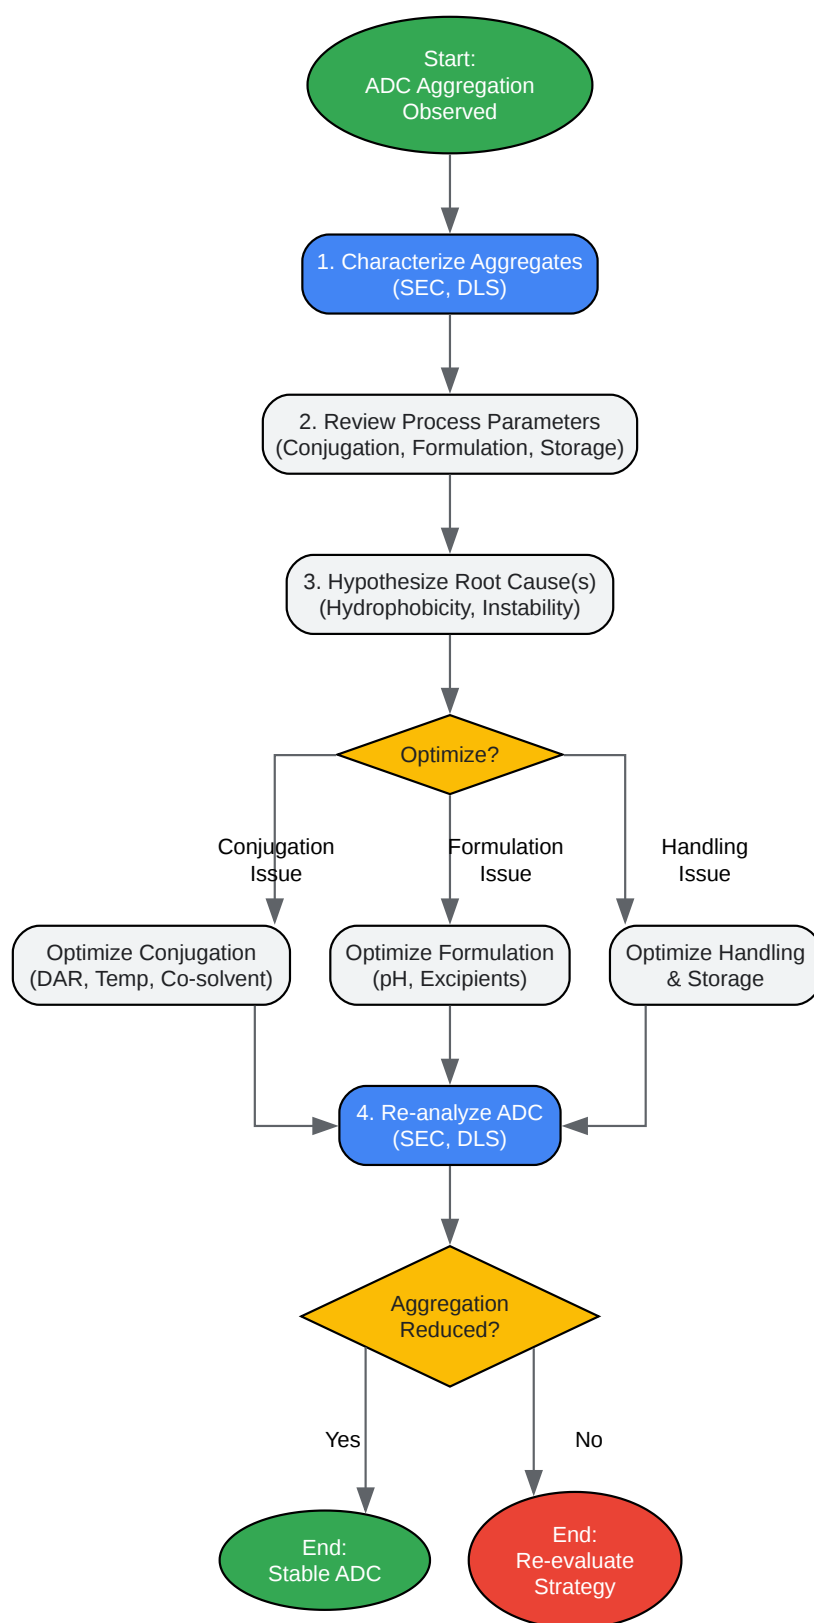 Start:
ADC Aggregation
Observed
1. Characterize Aggregates
(SEC, DLS)
2. Review Process Parameters
(Conjugation, Formulation, Storage)
3. Hypothesize Root Cause(s)
(Hydrophobicity, Instability)
Optimize?
Conjugation
Issue
Formulation
Issue
Handling
Issue
Optimize Conjugation
(DAR, Temp, Co-solvent)
Optimize Formulation
(pH, Excipients)
Optimize Handling
& Storage
4. Re-analyze ADC
(SEC, DLS)
Aggregation
Reduced?
Yes
No
End:
Stable ADC
End:
Re-evaluate
Strategy